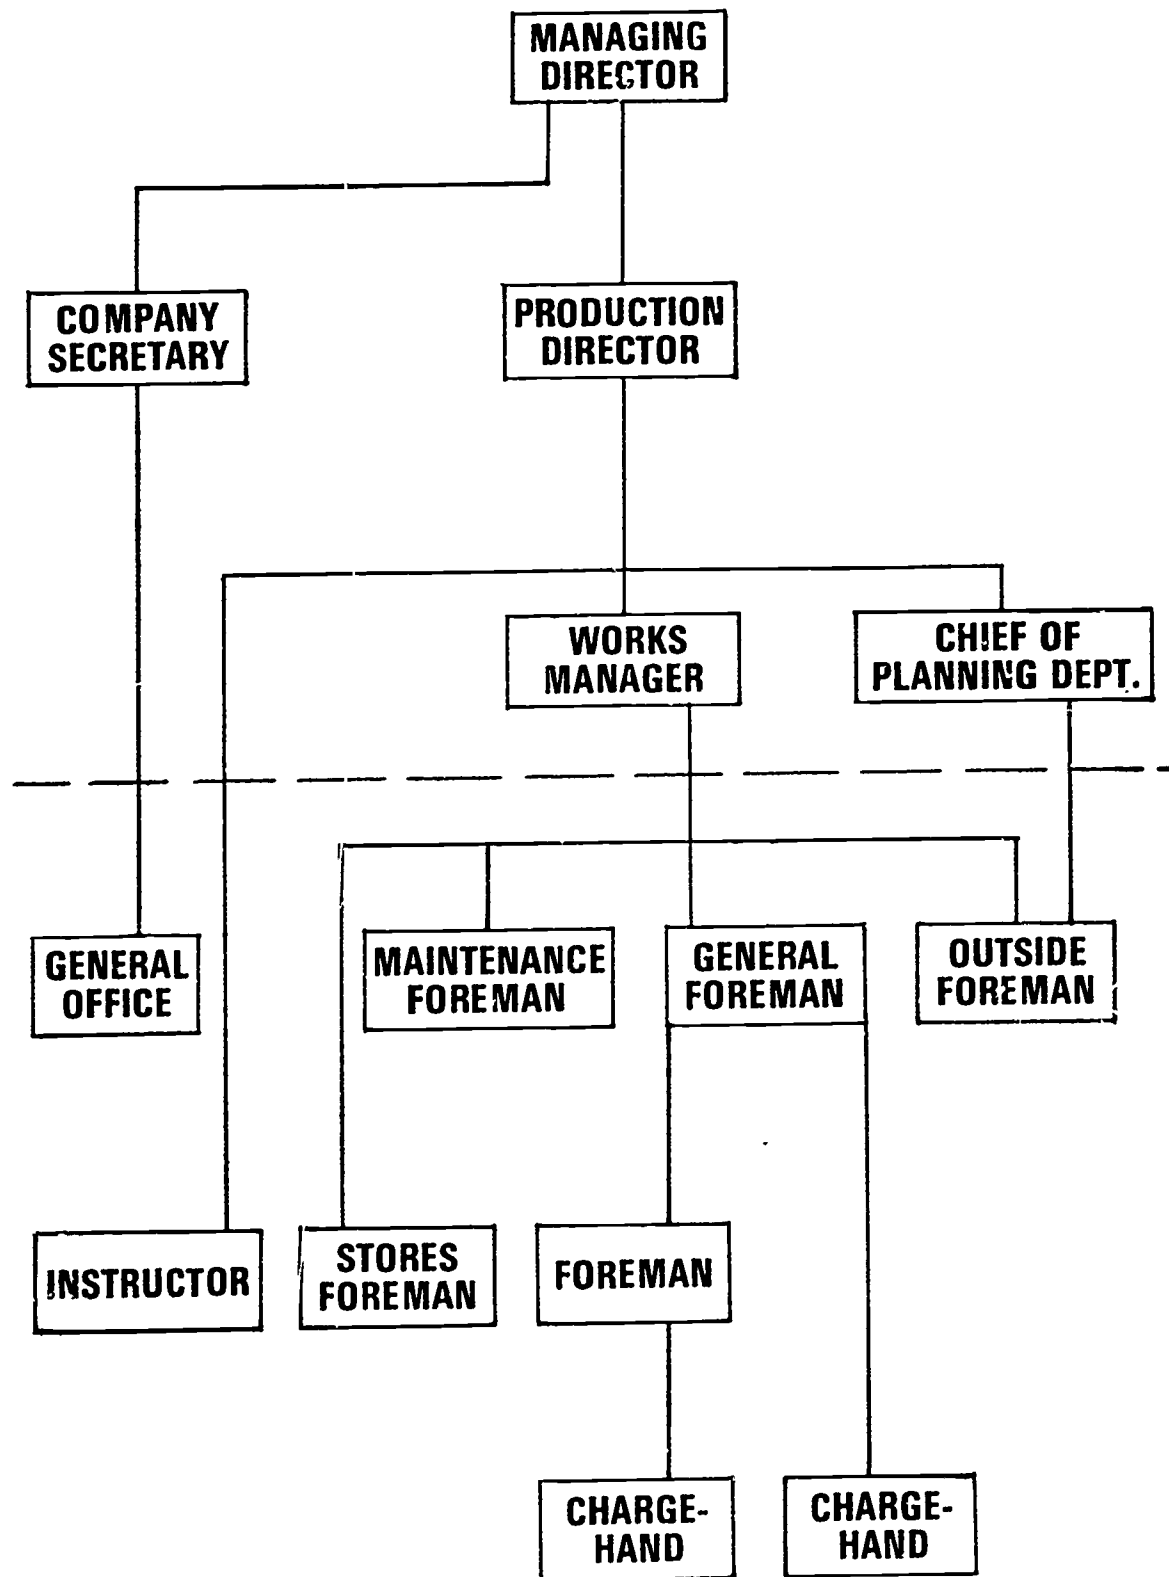 MANAGING
DIRECTOR
COMPANY
SECRETARY
PRODUCTION
DIRECTOR
WORKS
MANAGER
CHIEF OF
PLANNING DEPT.
GENERAL
OFFICE
MAINTENANCE
FOREMAN
GENERAL
FOREMAN
OUTSIDE
FOREMAN
INSTRUCTOR
STORES
FOREMAN
FOREMAN
CHARGE-
HAND
CHARGE-
HAND